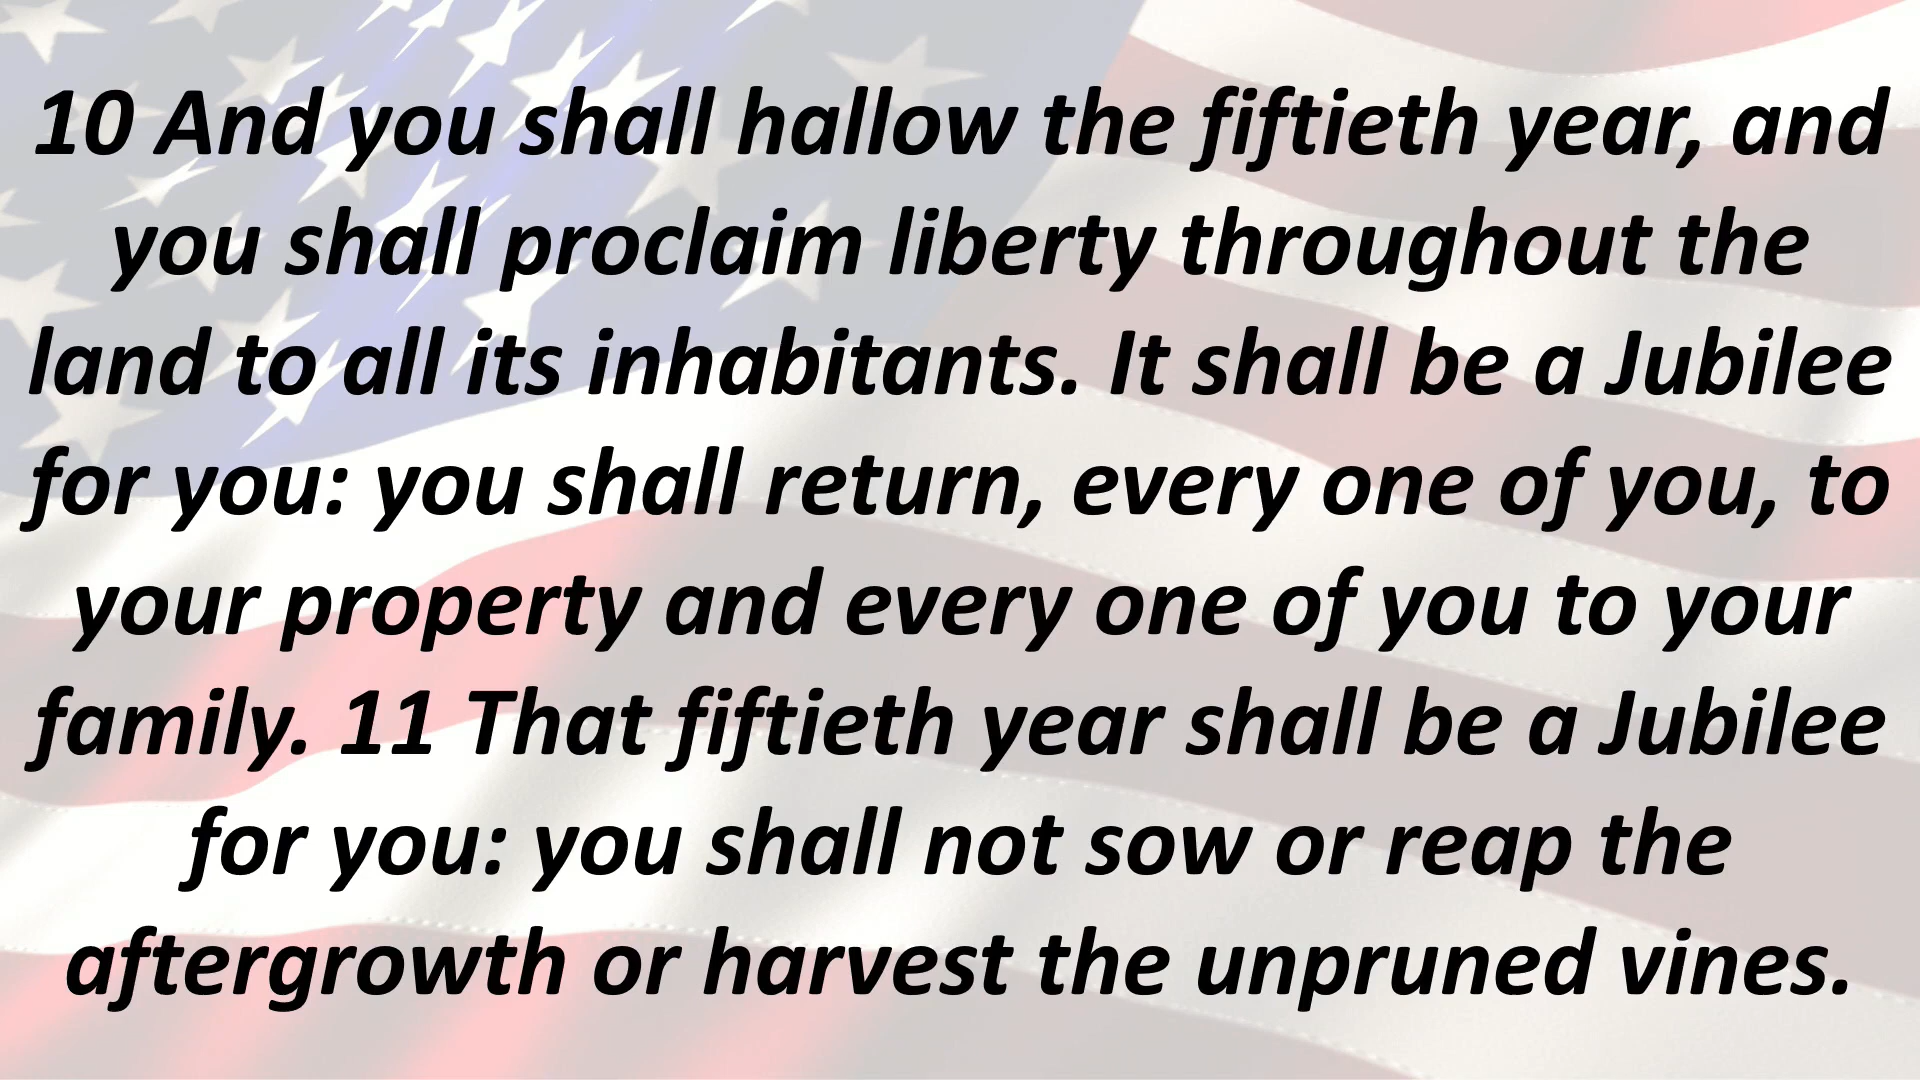 10 And you shall hallow the fiftieth year, and
you shall proclaim liberty throughout the
land to all its inhabitants. It shall be a Jubilee
for you: you shall return, every one of you, to
your property and every one of you to your
family. 11 That fiftieth year shall be a Jubilee
for you: you shall not sow or reap the
aftergrowth or harvest the unpruned vines.